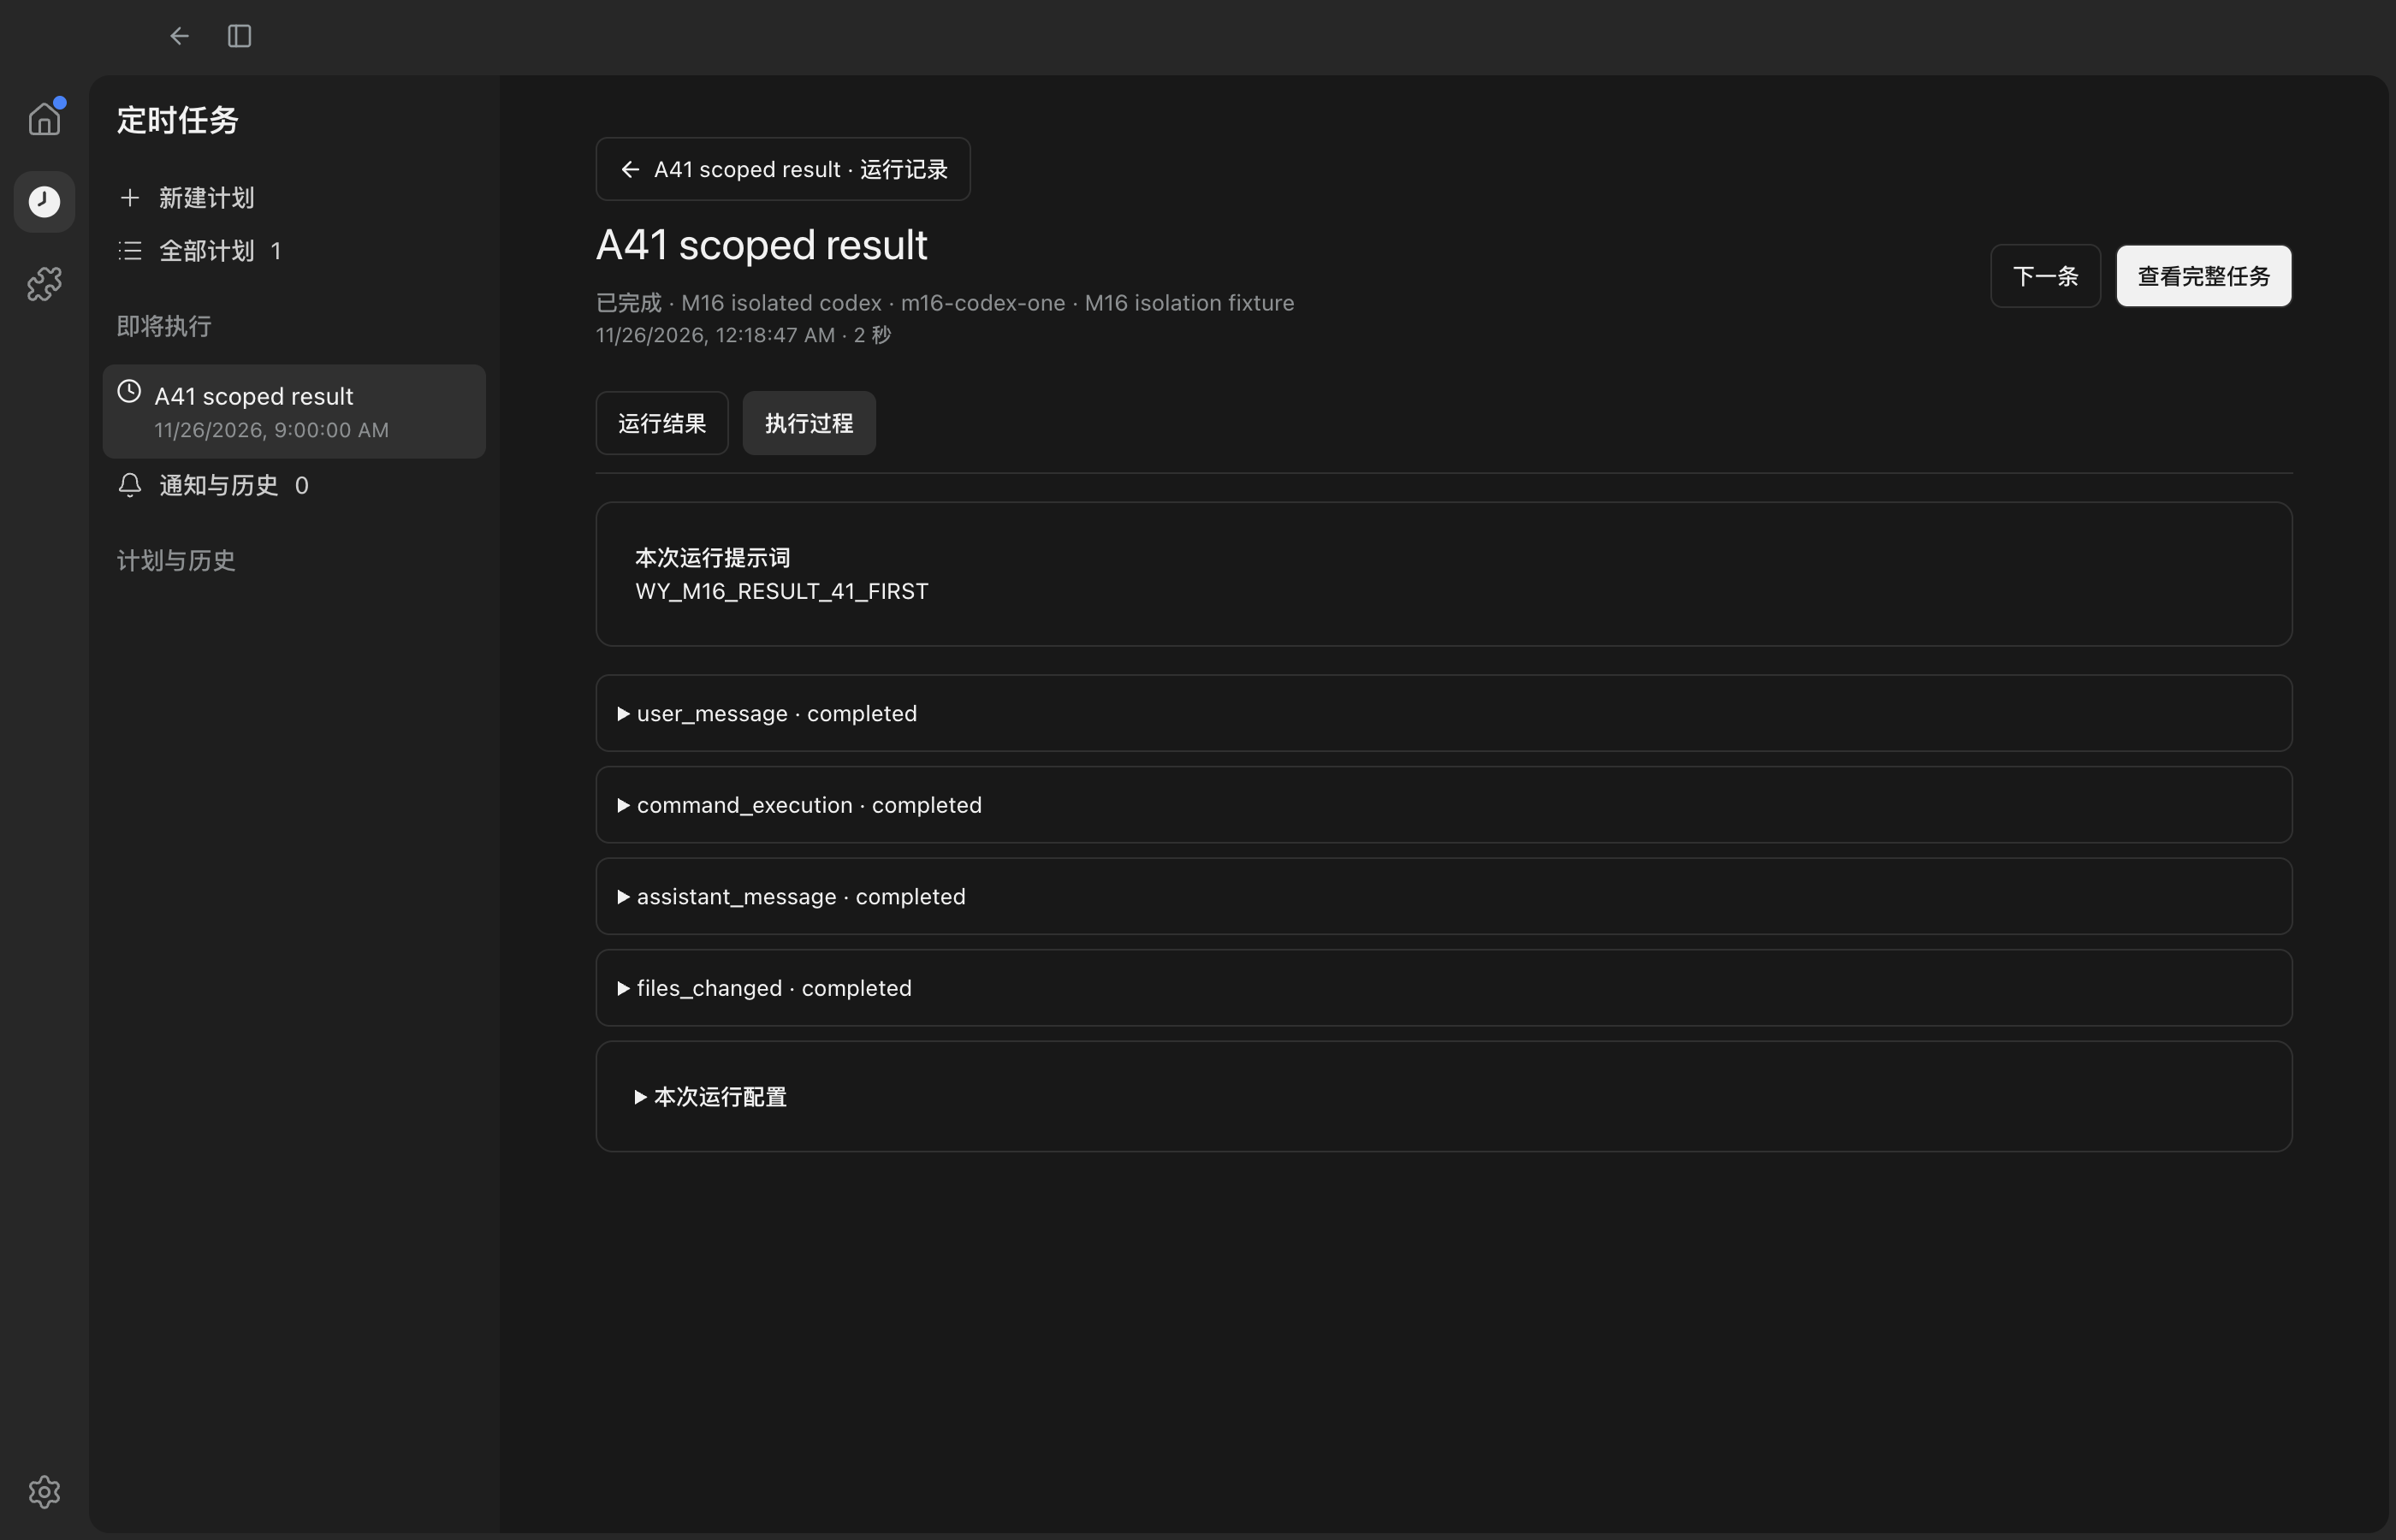 定时任务
新建计划
全部计划 1
即将执行
A41 scoped result
11/26/2026, 9:00:00 AM
通知与历史 0
计划与历史
A41 scoped result · 运行记录
A41 scoped result
已完成 · M16 isolated codex · m16-codex-one · M16 isolation fixture
11/26/2026, 12:18:47 AM · 2 秒
下一条
查看完整任务
运行结果
执行过程
本次运行提示词
WY_M16_RESULT_41_FIRST
user_message · completed
command_execution · completed
assistant_message · completed
files_changed · completed
本次运行配置